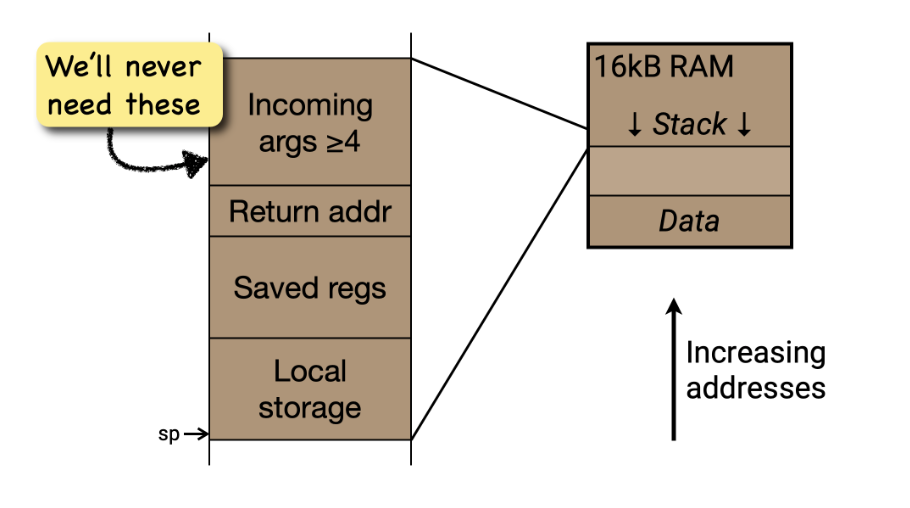 We'll never
need these
Incoming
args ≥4
Return addr
Saved regs
Local
storage
sp
16kB RAM
↓ Stack ↓
Data
Increasing
addresses